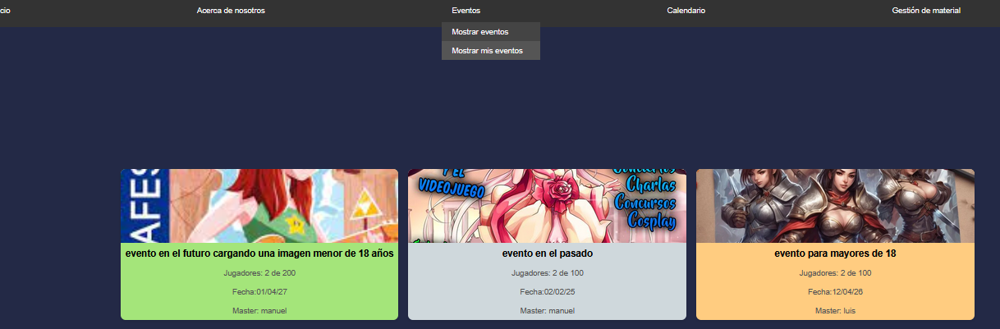 cio
Acerca de nosotros
Eventos
Calendario
Gestión de material
Mostrar eventos
Mostrar mis eventos
AFES
Y EL
VIDEOJUEGO
Conciertos
Charlas
Concursos
Cosplay
evento en el futuro cargando una imagen menor de 18 años
Jugadores: 2 de 200
Fecha:01/04/27
Master: manuel
evento en el pasado
Jugadores: 2 de 100
Fecha:02/02/25
Master: manuel
evento para mayores de 18
Jugadores: 2 de 100
Fecha:12/04/26
Master: luis